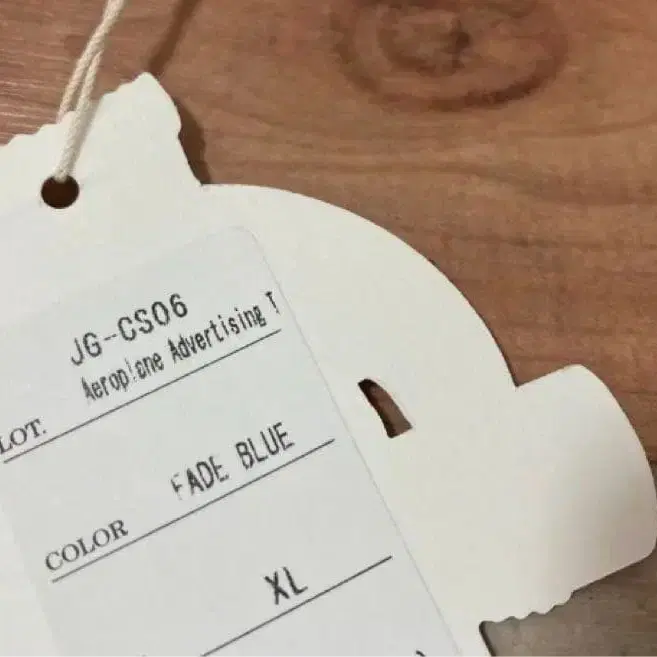 JG-CS06
Aeroplane Advertising T
LOT.
FADE BLUE
COLOR
XL